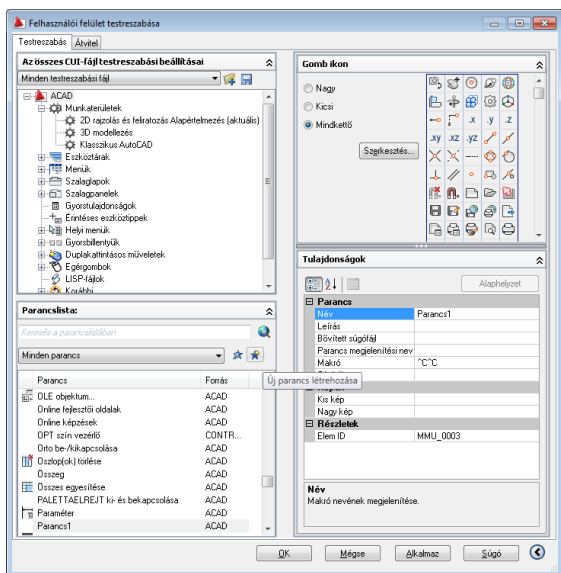 Felhasználói felület testreszabása
Testreszabás Átvitel
Az összes CUI-fájl testreszabási beállításai
Minden testreszabási fájl
ACAD
Munkaterületek
2D rajzolás és feliratozás Alapértelmezés (aktuális)
3D modellezés
Klasszikus AutoCAD
Eszköztárak
Menük
Szalaglapok
Szalagpanelek
Gyorstulajdonságok
Érintéses eszköztippek
Helyi menük
Gyorsbillentyűk
Duplakattintásos műveletek
Egérgombok
LISP-fájlok
Korábbi
Parancslista:
Keresés a parancslistában
Minden parancs
Új parancs létrehozása
Parancs Forrás
OLE objektum... ACAD
Online fejlesztői oldalak ACAD
Online képzések ACAD
OPT szín vezérlő CONTR...
Orto be-/kikapcsolása ACAD
Oszlop(ok) törlése ACAD
Összeg ACAD
Összes egyesítése ACAD
PALETTAELREJT ki- és bekapcsolása ACAD
Paraméter ACAD
Parancs1 ACAD
Gomb ikon
Nagy
Kicsi
Mindkettő
Szerkesztés...
.x .y .z
.xy .xz .yz
Tulajdonságok
Alaphelyzet
Parancs
Név Parancs1
Leírás
Bővített súgófájl
Parancs megjelenítési nev
Makró ^C^C
Kis kép
Nagy kép
Részletek
Elem ID MMU_0003
Név
Makró nevének megjelenítése.
OK Mégse Alkalmaz Súgó